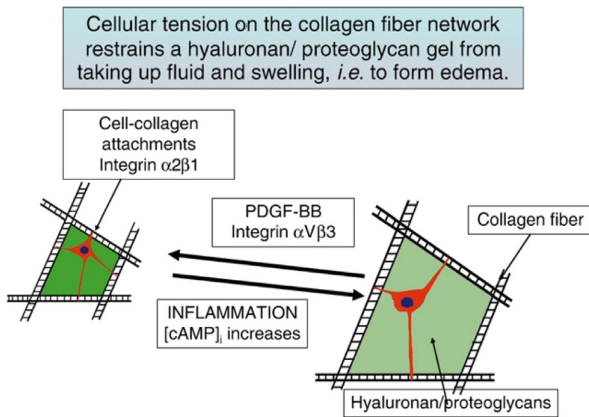 Cellular tension on the collagen fiber network
restrains a hyaluronan/ proteoglycan gel from
taking up fluid and swelling, i.e. to form edema.
Cell-collagen
attachments
Integrin α2β1
PDGF-BB
Integrin αVβ3
Collagen fiber
INFLAMMATION
[cAMP]i increases
Hyaluronan/proteoglycans